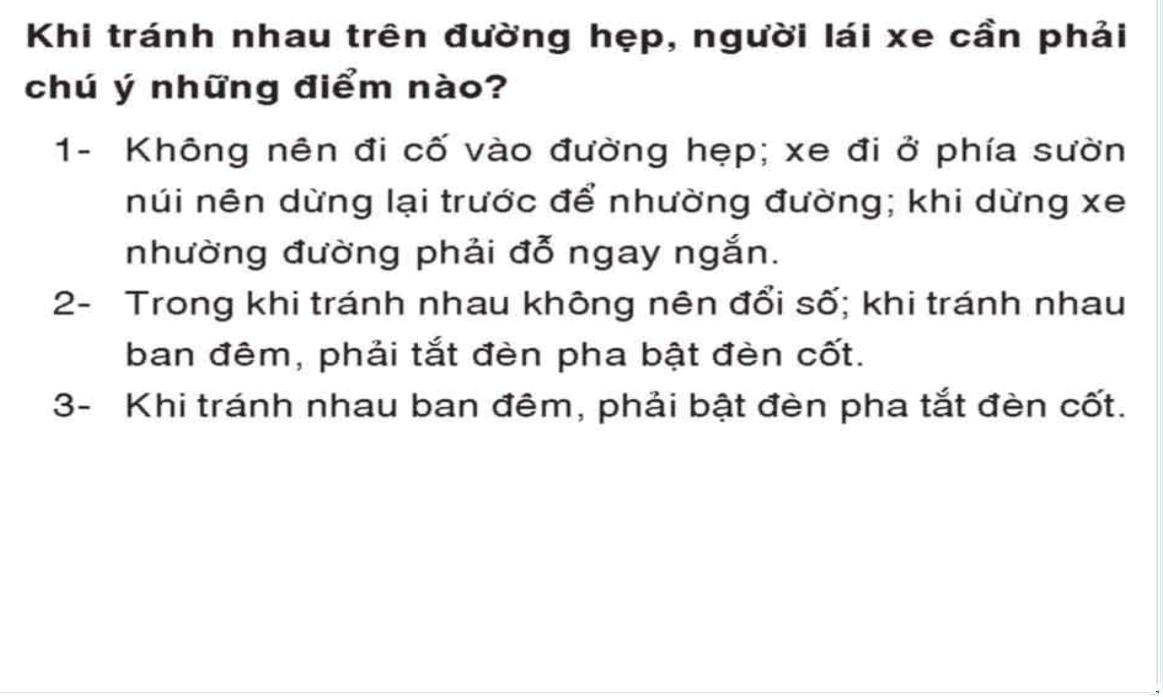 Khi tránh nhau trên đường hẹp, người lái xe cần phải
chú ý những điểm nào?
1- Không nên đi cố vào đường hẹp; xe đi ở phía sườn
núi nên dừng lại trước để nhường đường; khi dừng xe
nhường đường phải đỗ ngay ngắn.
2- Trong khi tránh nhau không nên đổi số; khi tránh nhau
ban đêm, phải tắt đèn pha bật đèn cốt.
3- Khi tránh nhau ban đêm, phải bật đèn pha tắt đèn cốt.